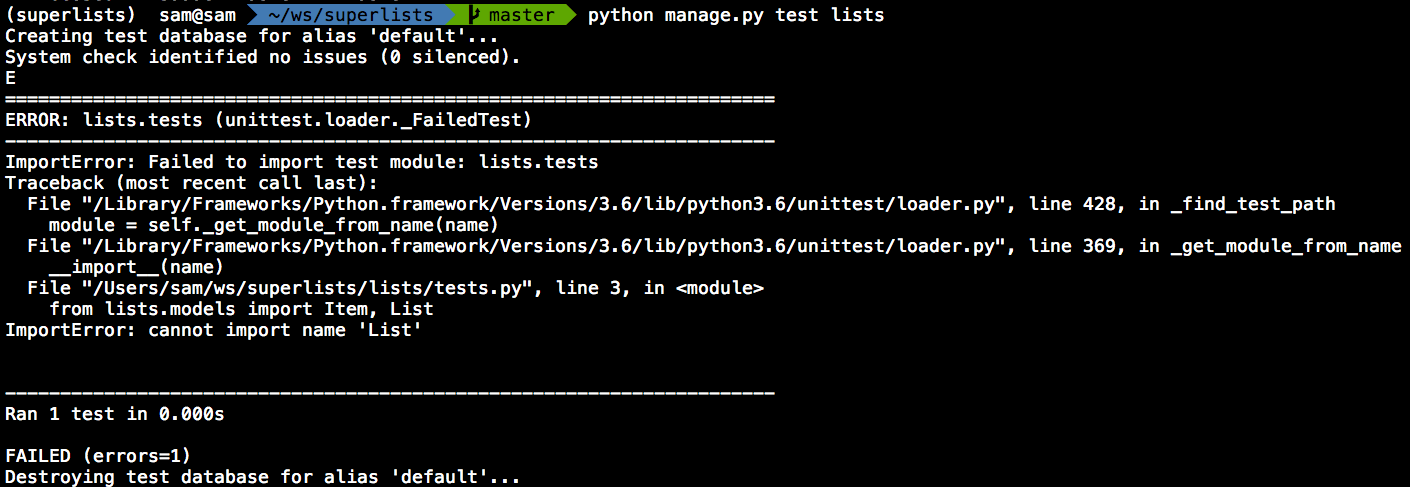 (superlists)  sam@sam  ~/ws/superlists  master  python manage.py test lists
Creating test database for alias 'default'...
System check identified no issues (0 silenced).
E
======================================================================
ERROR: lists.tests (unittest.loader._FailedTest)
----------------------------------------------------------------------
ImportError: Failed to import test module: lists.tests
Traceback (most recent call last):
  File "/Library/Frameworks/Python.framework/Versions/3.6/lib/python3.6/unittest/loader.py", line 428, in _find_test_path
    module = self._get_module_from_name(name)
  File "/Library/Frameworks/Python.framework/Versions/3.6/lib/python3.6/unittest/loader.py", line 369, in _get_module_from_name
    __import__(name)
  File "/Users/sam/ws/superlists/lists/tests.py", line 3, in <module>
    from lists.models import Item, List
ImportError: cannot import name 'List'
----------------------------------------------------------------------
Ran 1 test in 0.000s
FAILED (errors=1)
Destroying test database for alias 'default'...